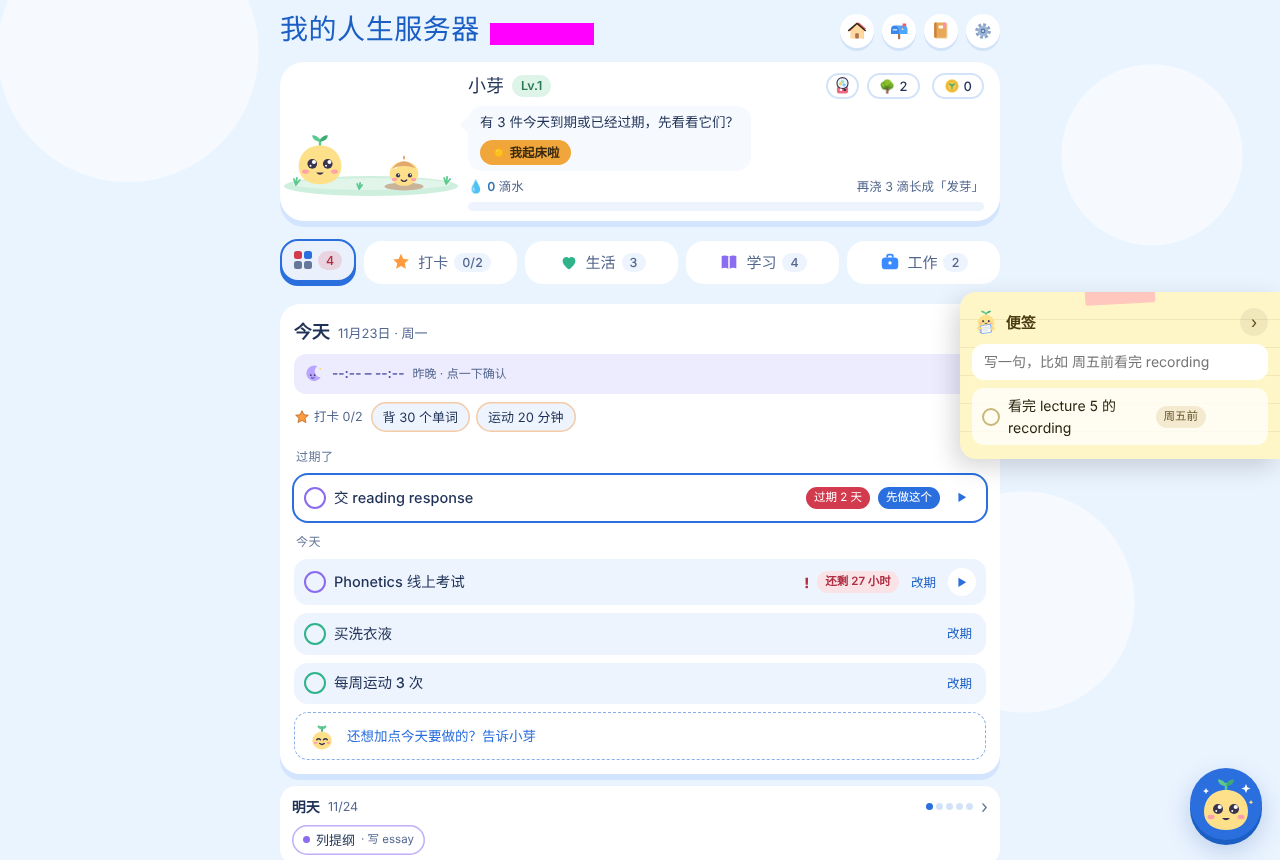 我的人生服务器
小芽 Lv.1 2 0
有 3 件今天到期或已经过期，先看看它们？
我起床啦
0 滴水 再浇 3 滴长成「发芽」
4 打卡 0/2 生活 3 学习 4 工作 2
今天 11月23日 · 周一
--:-- – --:-- 昨晚 · 点一下确认
打卡 0/2 背 30 个单词 运动 20 分钟
过期了
交 reading response 过期 2 天 先做这个
今天
Phonetics 线上考试 ! 还剩 27 小时 改期
买洗衣液 改期
每周运动 3 次 改期
还想加点今天要做的？告诉小芽
明天 11/24
列提纲 · 写 essay
便签
写一句，比如 周五前看完 recording
看完 lecture 5 的 周五前
recording